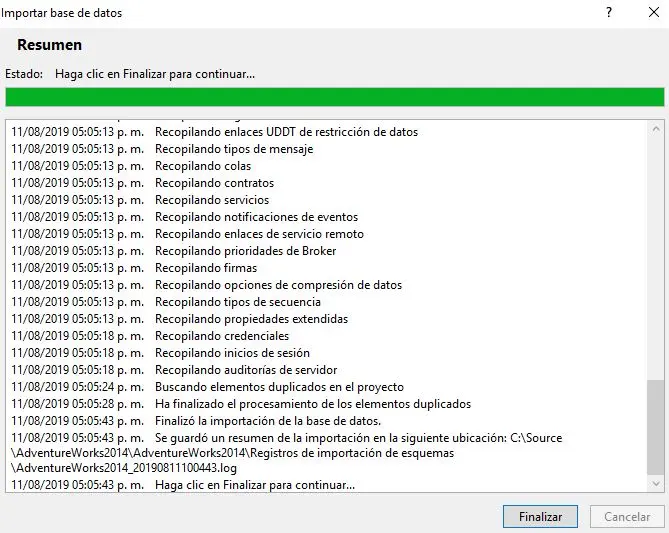 Importar base de datos
Resumen
Estado: Haga clic en Finalizar para continuar...
11/08/2019 05:05:13 p. m. Recopilando enlaces UDDT de restricción de datos
11/08/2019 05:05:13 p. m. Recopilando tipos de mensaje
11/08/2019 05:05:13 p. m. Recopilando colas
11/08/2019 05:05:13 p. m. Recopilando contratos
11/08/2019 05:05:13 p. m. Recopilando servicios
11/08/2019 05:05:13 p. m. Recopilando notificaciones de eventos
11/08/2019 05:05:13 p. m. Recopilando enlaces de servicio remoto
11/08/2019 05:05:13 p. m. Recopilando prioridades de Broker
11/08/2019 05:05:13 p. m. Recopilando firmas
11/08/2019 05:05:13 p. m. Recopilando opciones de compresión de datos
11/08/2019 05:05:13 p. m. Recopilando tipos de secuencia
11/08/2019 05:05:13 p. m. Recopilando propiedades extendidas
11/08/2019 05:05:18 p. m. Recopilando credenciales
11/08/2019 05:05:18 p. m. Recopilando inicios de sesión
11/08/2019 05:05:18 p. m. Recopilando auditorías de servidor
11/08/2019 05:05:24 p. m. Buscando elementos duplicados en el proyecto
11/08/2019 05:05:28 p. m. Ha finalizado el procesamiento de los elementos duplicados
11/08/2019 05:05:43 p. m. Finalizó la importación de la base de datos.
11/08/2019 05:05:43 p. m. Se guardó un resumen de la importación en la siguiente ubicación: C:\Source
\AdventureWorks2014\AdventureWorks2014\Registros de importación de esquemas
\AdventureWorks2014_20190811100443.log
11/08/2019 05:05:43 p. m. Haga clic en Finalizar para continuar...
Finalizar Cancelar